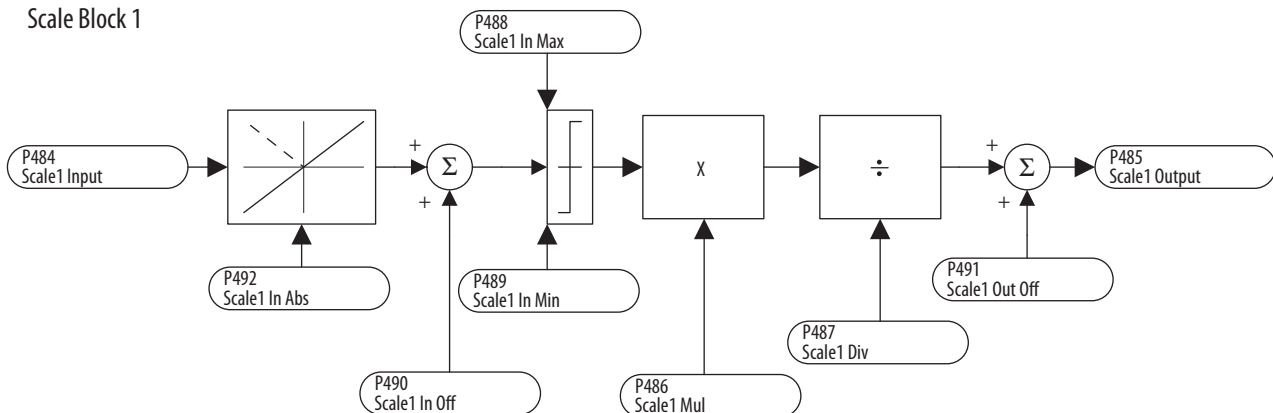 Scale Block 1
P488
Scale1 In Max
P484
Scale1 Input
+
Σ
+
x
÷
+
Σ
+
P485
Scale1 Output
P492
Scale1 In Abs
P489
Scale1 In Min
P491
Scale1 Out Off
P487
Scale1 Div
P490
Scale1 In Off
P486
Scale1 Mul